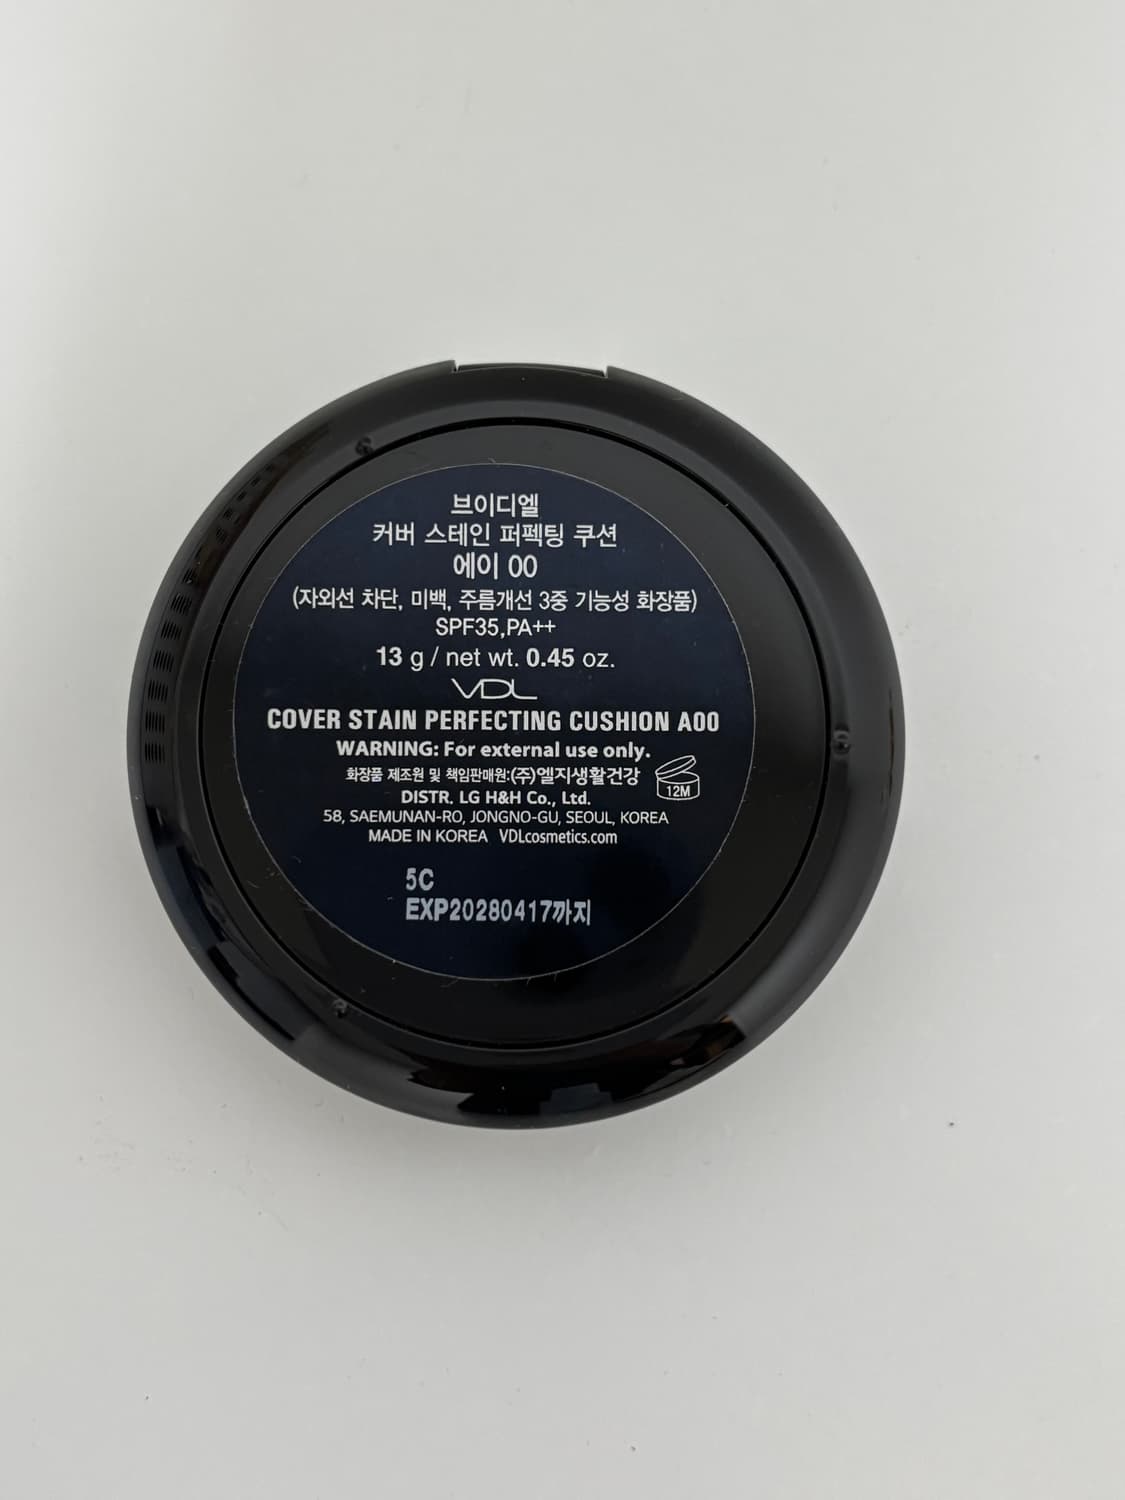 브이디엘
커버 스테인 퍼펙팅 쿠션
에이 00
(자외선 차단, 미백, 주름개선 3중 기능성 화장품)
SPF35,PA++
13 g / net wt. 0.45 oz.
VDL
COVER STAIN PERFECTING CUSHION A00
WARNING: For external use only.
화장품 제조원 및 책임판매원:(주)엘지생활건강
12M
DISTR. LG H&H Co., Ltd.
58, SAEMUNAN-RO, JONGNO-GU, SEOUL, KOREA
MADE IN KOREA VDLcosmetics.com
5C
EXP20280417까지